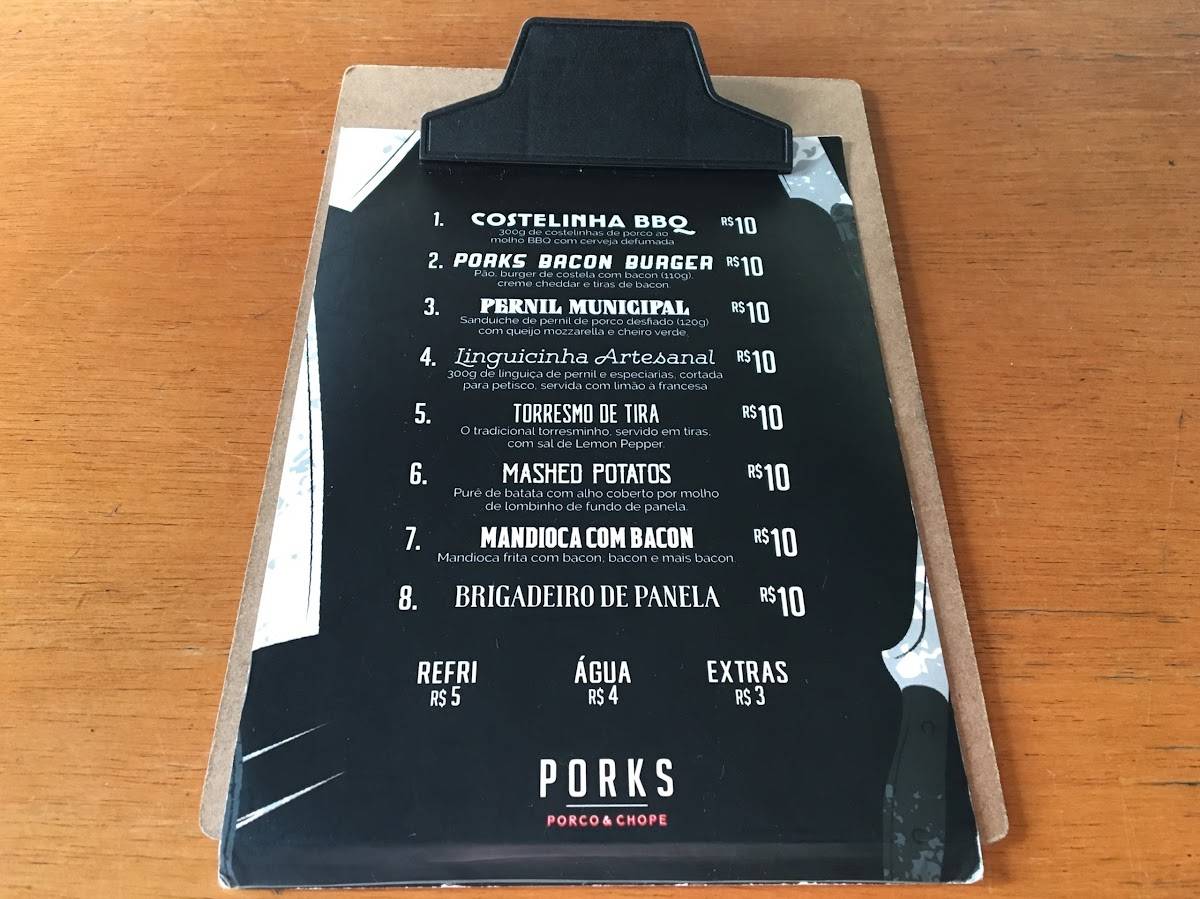 1. COSTELINHA BBQ R$10
300g de costelinhas de porco ao
molho BBQ com cerveja defumada
2. PORKS BACON BURGER R$10
Pão, burger de costela com bacon (110g),
creme cheddar e tiras de bacon.
3. PERNIL MUNICIPAL R$10
Sanduiche de pernil de porco desfiado (120g)
com queijo mozzarella e cheiro verde.
4. Linguicinha Artesanal R$10
300g de linguiça de pernil e especiarias, cortada
para petisco, servida com limão à francesa
5. TORRESMO DE TIRA R$10
O tradicional torresminho, servido em tiras,
com sal de Lemon Pepper.
6. MASHED POTATOS R$10
Purê de batata com alho coberto por molho
de lombinho de fundo de panela.
7. MANDIOCA COM BACON R$10
Mandioca frita com bacon, bacon e mais bacon.
8. BRIGADEIRO DE PANELA R$10
REFRI ÁGUA EXTRAS
R$ 5 R$ 4 R$ 3
PORKS
PORCO & CHOPE